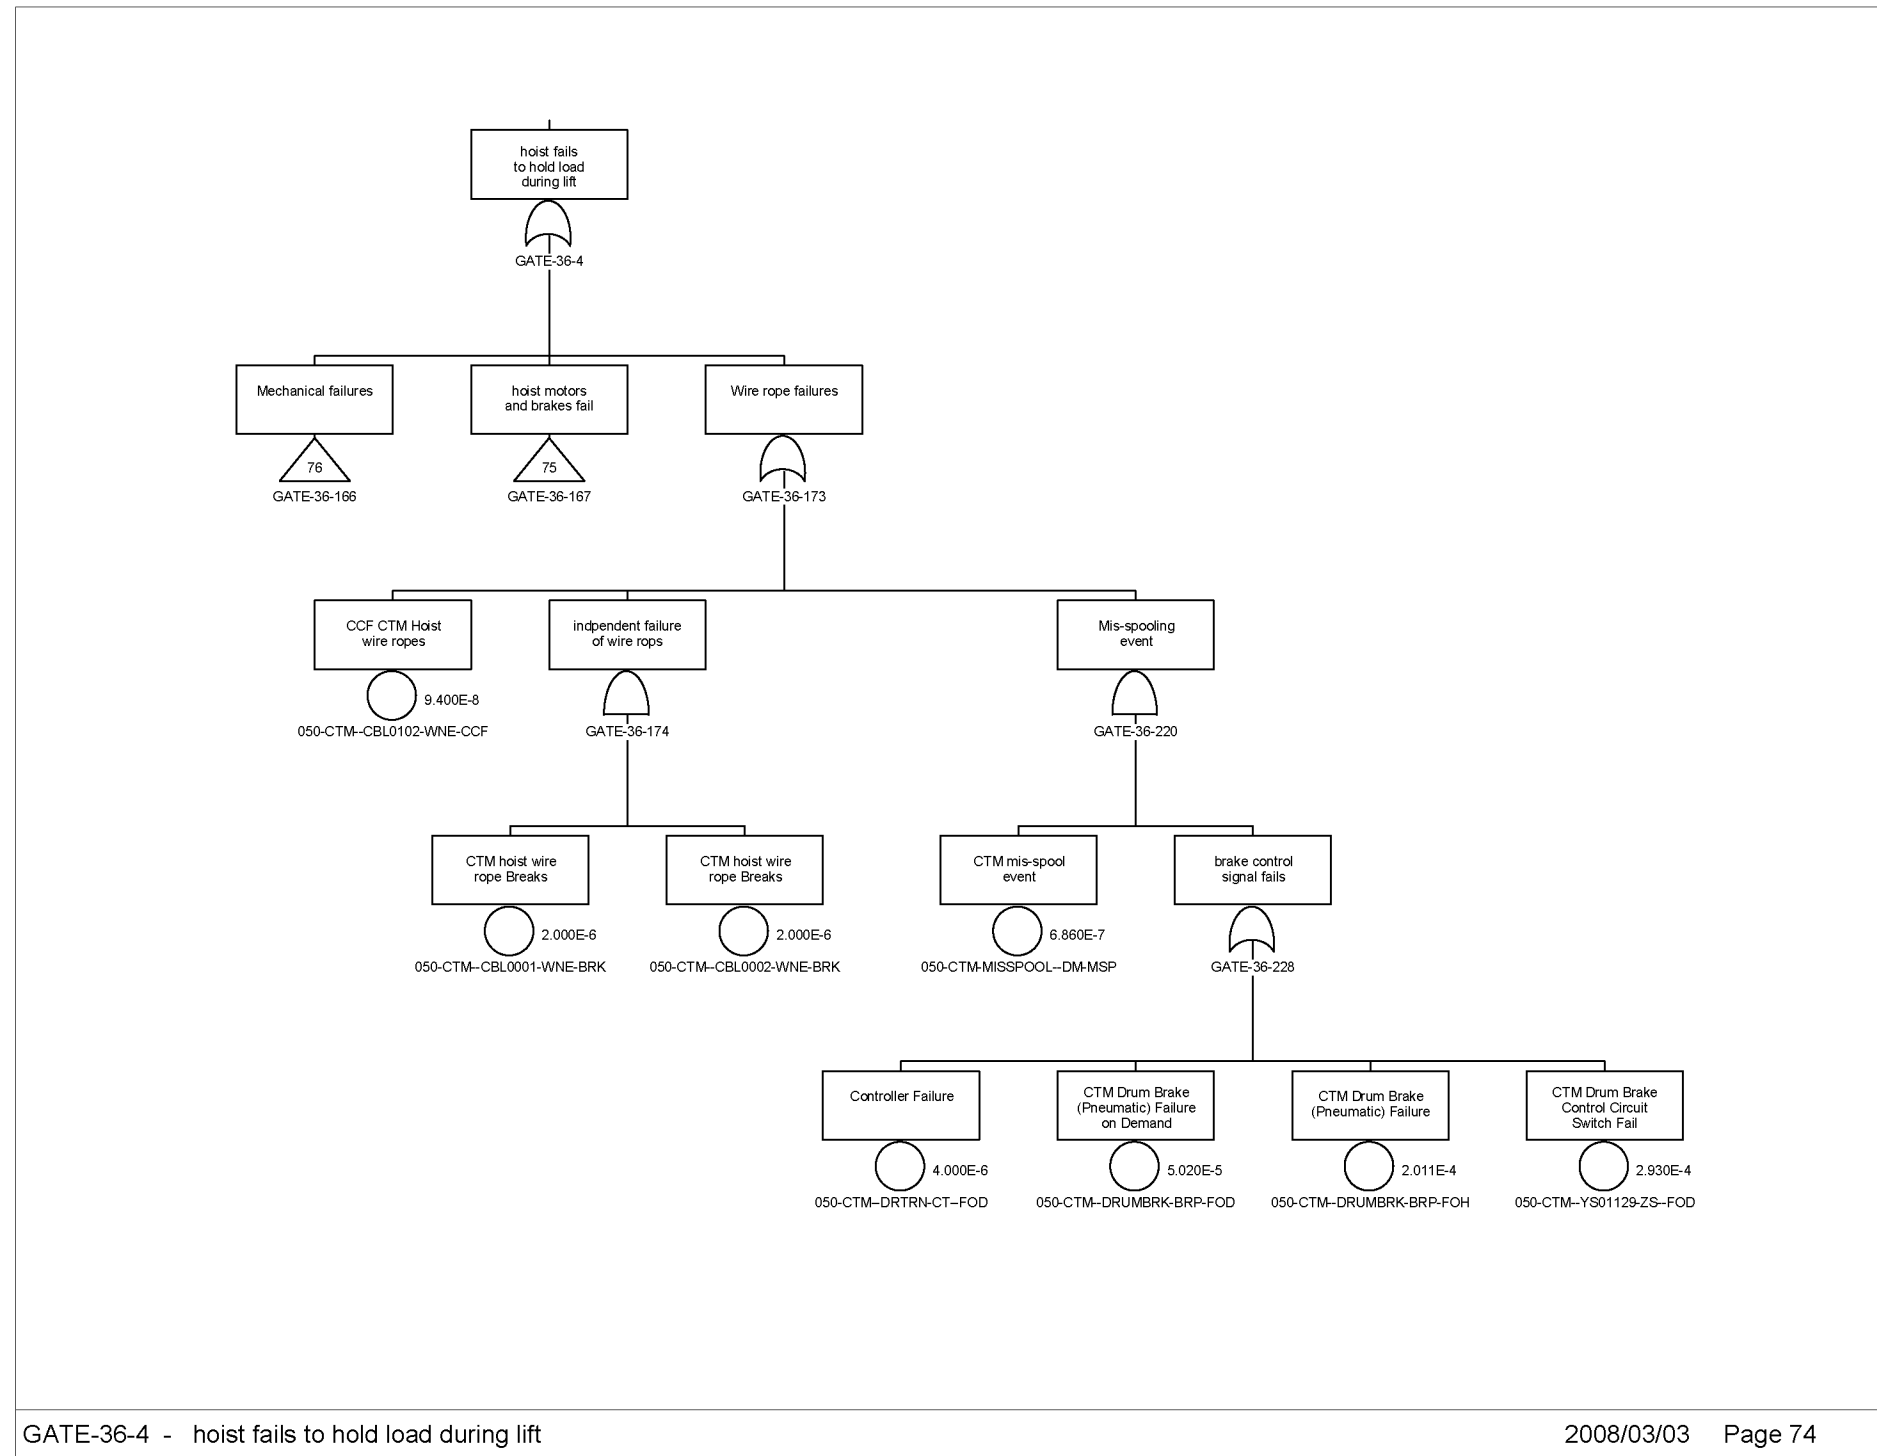 hoist fails
to hold load
during lift
GATE-36-4
Mechanical failures
76
GATE-36-166
hoist motors
and brakes fail
75
GATE-36-167
Wire rope failures
GATE-36-173
CCF CTM Hoist
wire ropes
9.400E-8
050-CTM--CBL0102-WNE-CCF
indpendent failure
of wire rops
GATE-36-174
Mis-spooling
event
GATE-36-220
CTM hoist wire
rope Breaks
2.000E-6
050-CTM--CBL0001-WNE-BRK
CTM hoist wire
rope Breaks
2.000E-6
050-CTM--CBL0002-WNE-BRK
CTM mis-spool
event
6.860E-7
050-CTM-MISSPOOL--DM-MSP
brake control
signal fails
GATE-36-228
Controller Failure
4.000E-6
050-CTM--DRTRN-CT--FOD
CTM Drum Brake
(Pneumatic) Failure
on Demand
5.020E-5
050-CTM--DRUMBRK-BRP-FOD
CTM Drum Brake
(Pneumatic) Failure
2.011E-4
050-CTM--DRUMBRK-BRP-FOH
CTM Drum Brake
Control Circuit
Switch Fail
2.930E-4
050-CTM--YS01129-ZS--FOD
GATE-36-4 - hoist fails to hold load during lift
2008/03/03 Page 74